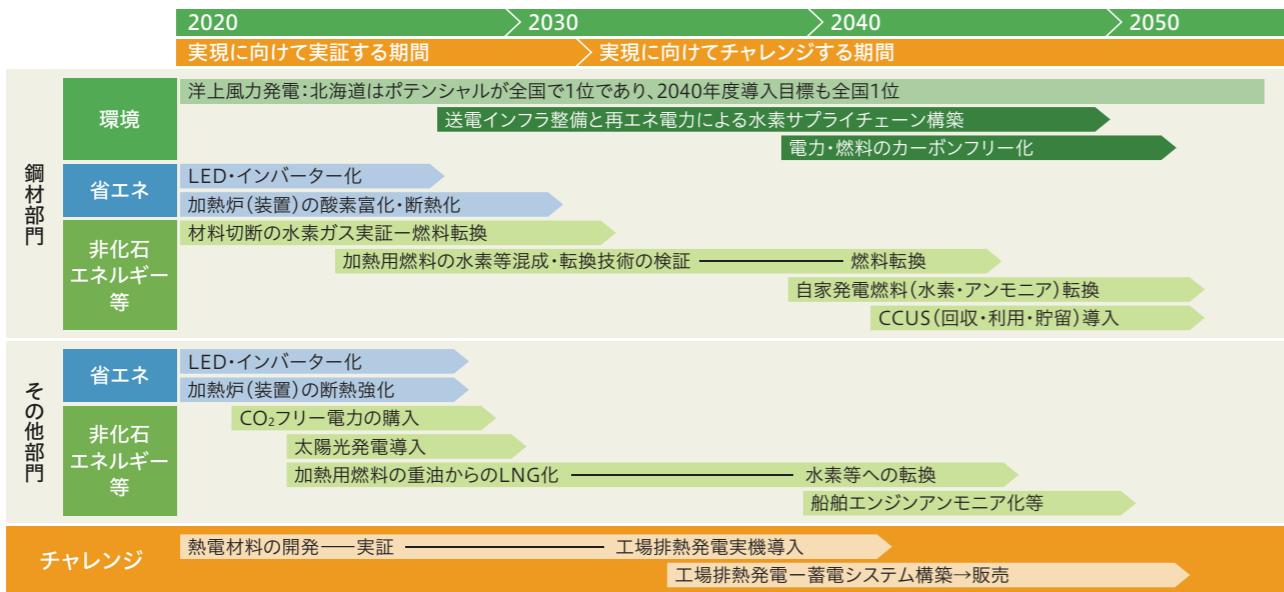 2020 2030 2040 2050
実現に向けて実証する期間 実現に向けてチャレンジする期間
鋼材部門
環境
洋上風力発電：北海道はポテンシャルが全国で1位であり、2040年度導入目標も全国1位
送電インフラ整備と再エネ電力による水素サプライチェーン構築
電力・燃料のカーボンフリー化
省エネ
LED・インバーター化
加熱炉（装置）の酸素富化・断熱化
非化石
エネルギー
等
材料切断の水素ガス実証ー燃料転換
加熱用燃料の水素等混成・転換技術の検証 燃料転換
自家発電燃料（水素・アンモニア）転換
CCUS（回収・利用・貯留）導入
その他部門
省エネ
LED・インバーター化
加熱炉（装置）の断熱強化
非化石
エネルギー
等
CO₂フリー電力の購入
太陽光発電導入
加熱用燃料の重油からのLNG化 水素等への転換
船舶エンジンアンモニア化等
チャレンジ
熱電材料の開発──実証 工場排熱発電実機導入
工場排熱発電ー蓄電システム構築→販売